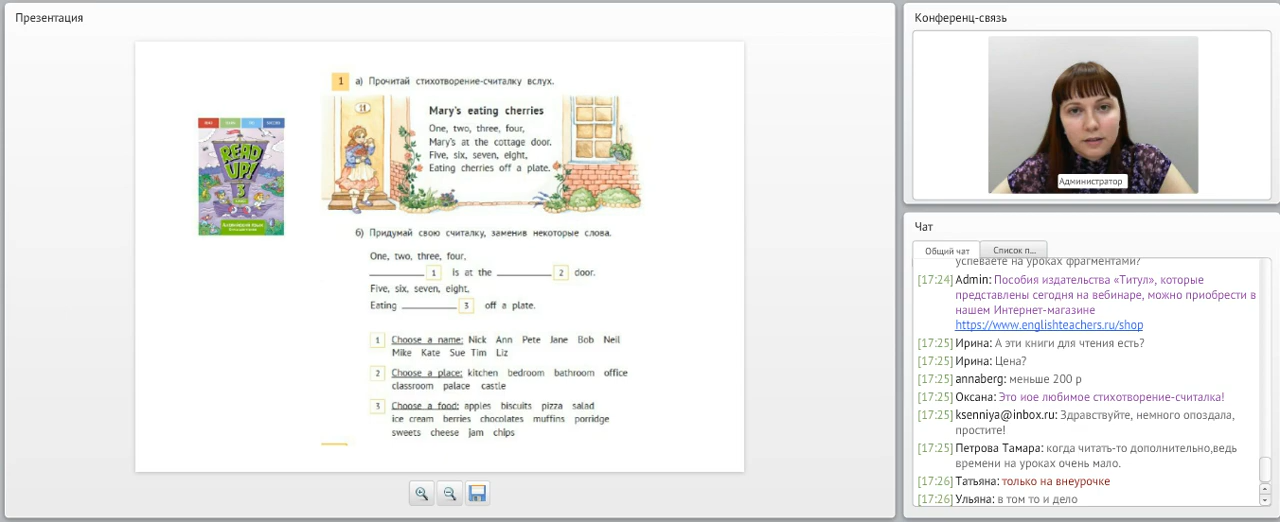 Презентация
1 а) Прочитай стихотворение-считалку вслух.
11
Mary's eating cherries
One, two, three, four,
Mary's at the cottage door.
Five, six, seven, eight,
Eating cherries off a plate.
READ
UP!
3
б) Придумай свою считалку, заменив некоторые слова.
One, two, three, four,
________ 1 is at the ________ 2 door.
Five, six, seven, eight,
Eating ________ 3 off a plate.
1 Choose a name: Nick Ann Pete Jane Bob Neil
Mike Kate Sue Tim Liz
2 Choose a place: kitchen bedroom bathroom office
classroom palace castle
3 Choose a food: apples biscuits pizza salad
ice cream berries chocolates muffins porridge
sweets cheese jam chips
Конференц-связь
Администратор
Чат
Общий чат Список п...
успеваете на уроках фрагментами?
[17:24] Admin: Пособия издательства «Титул», которые
представлены сегодня на вебинаре, можно приобрести в
нашем Интернет-магазине
https://www.englishteachers.ru/shop
[17:25] Ирина: А эти книги для чтения есть?
[17:25] Ирина: Цена?
[17:25] annaberg: меньше 200 р
[17:25] Оксана: Это иое любимое стихотворение-считалка!
[17:25] ksenniya@inbox.ru: Здравствуйте, немного опоздала,
простите!
[17:25] Петрова Тамара: когда читать-то дополнительно,ведь
времени на уроках очень мало.
[17:26] Татьяна: только на внеурочке
[17:26] Ульяна: в том то и дело